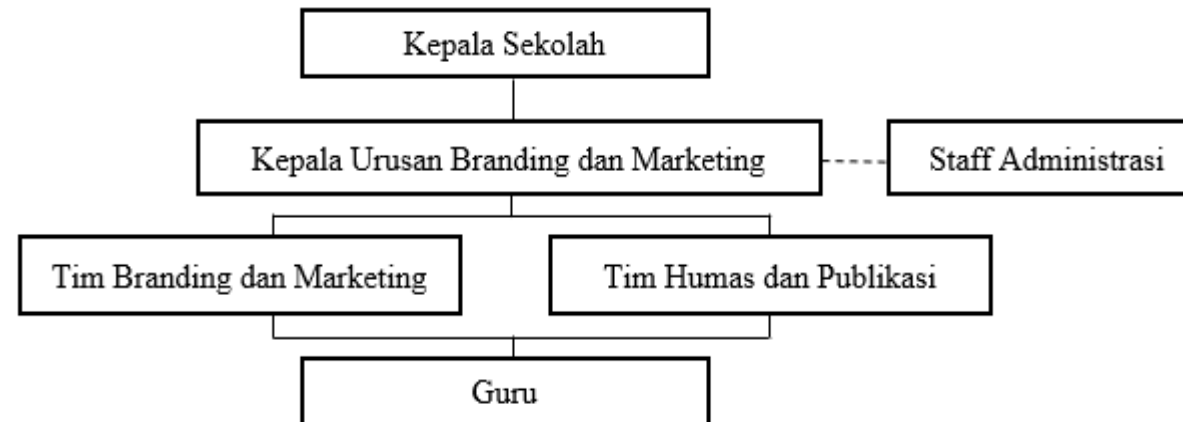 Kepala Sekolah
Kepala Urusan Branding dan Marketing
Staff Administrasi
Tim Branding dan Marketing
Tim Humas dan Publikasi
Guru